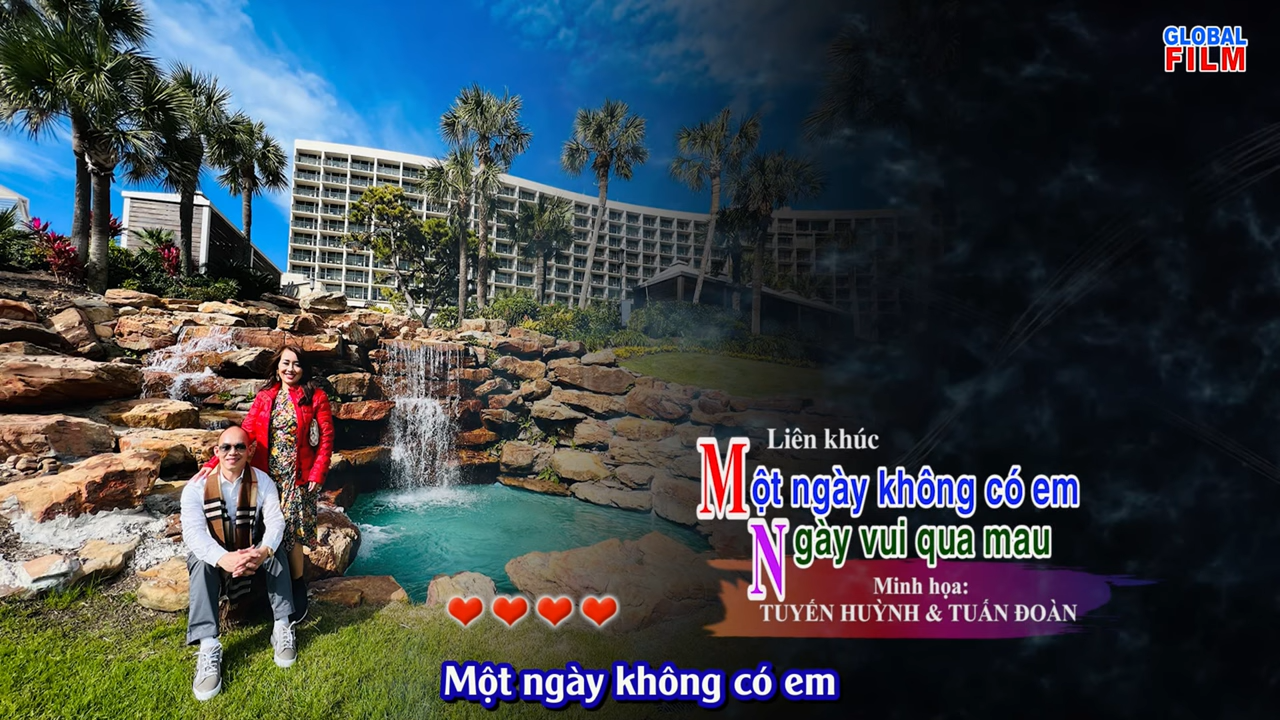 GLOBAL
FILM
Liên khúc
Một ngày không có em
Ngày vui qua mau
Minh họa:
TUYẾN HUỲNH & TUẤN ĐOÀN
Một ngày không có em